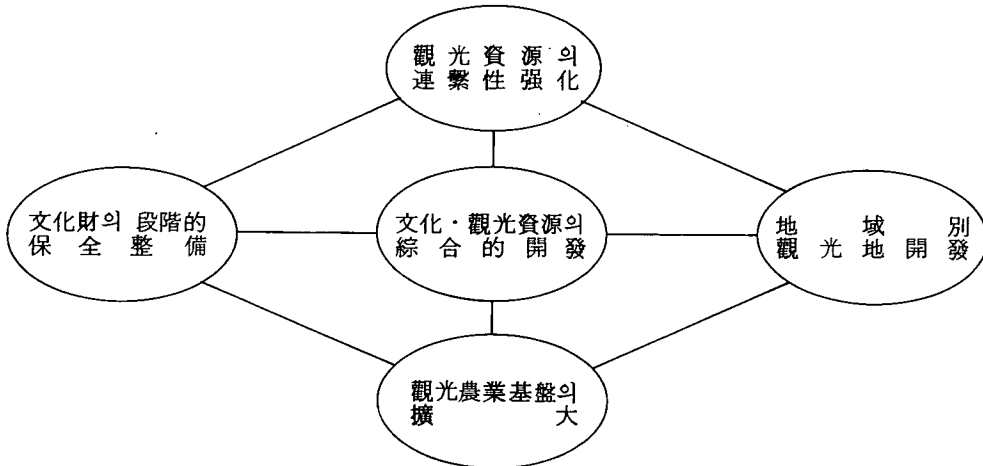 觀光資源의
連繫性强化
文化財의 段階的
保全整備
文化·觀光資源의
綜合的開發
地域別
觀光地開發
觀光農業基盤의
擴大